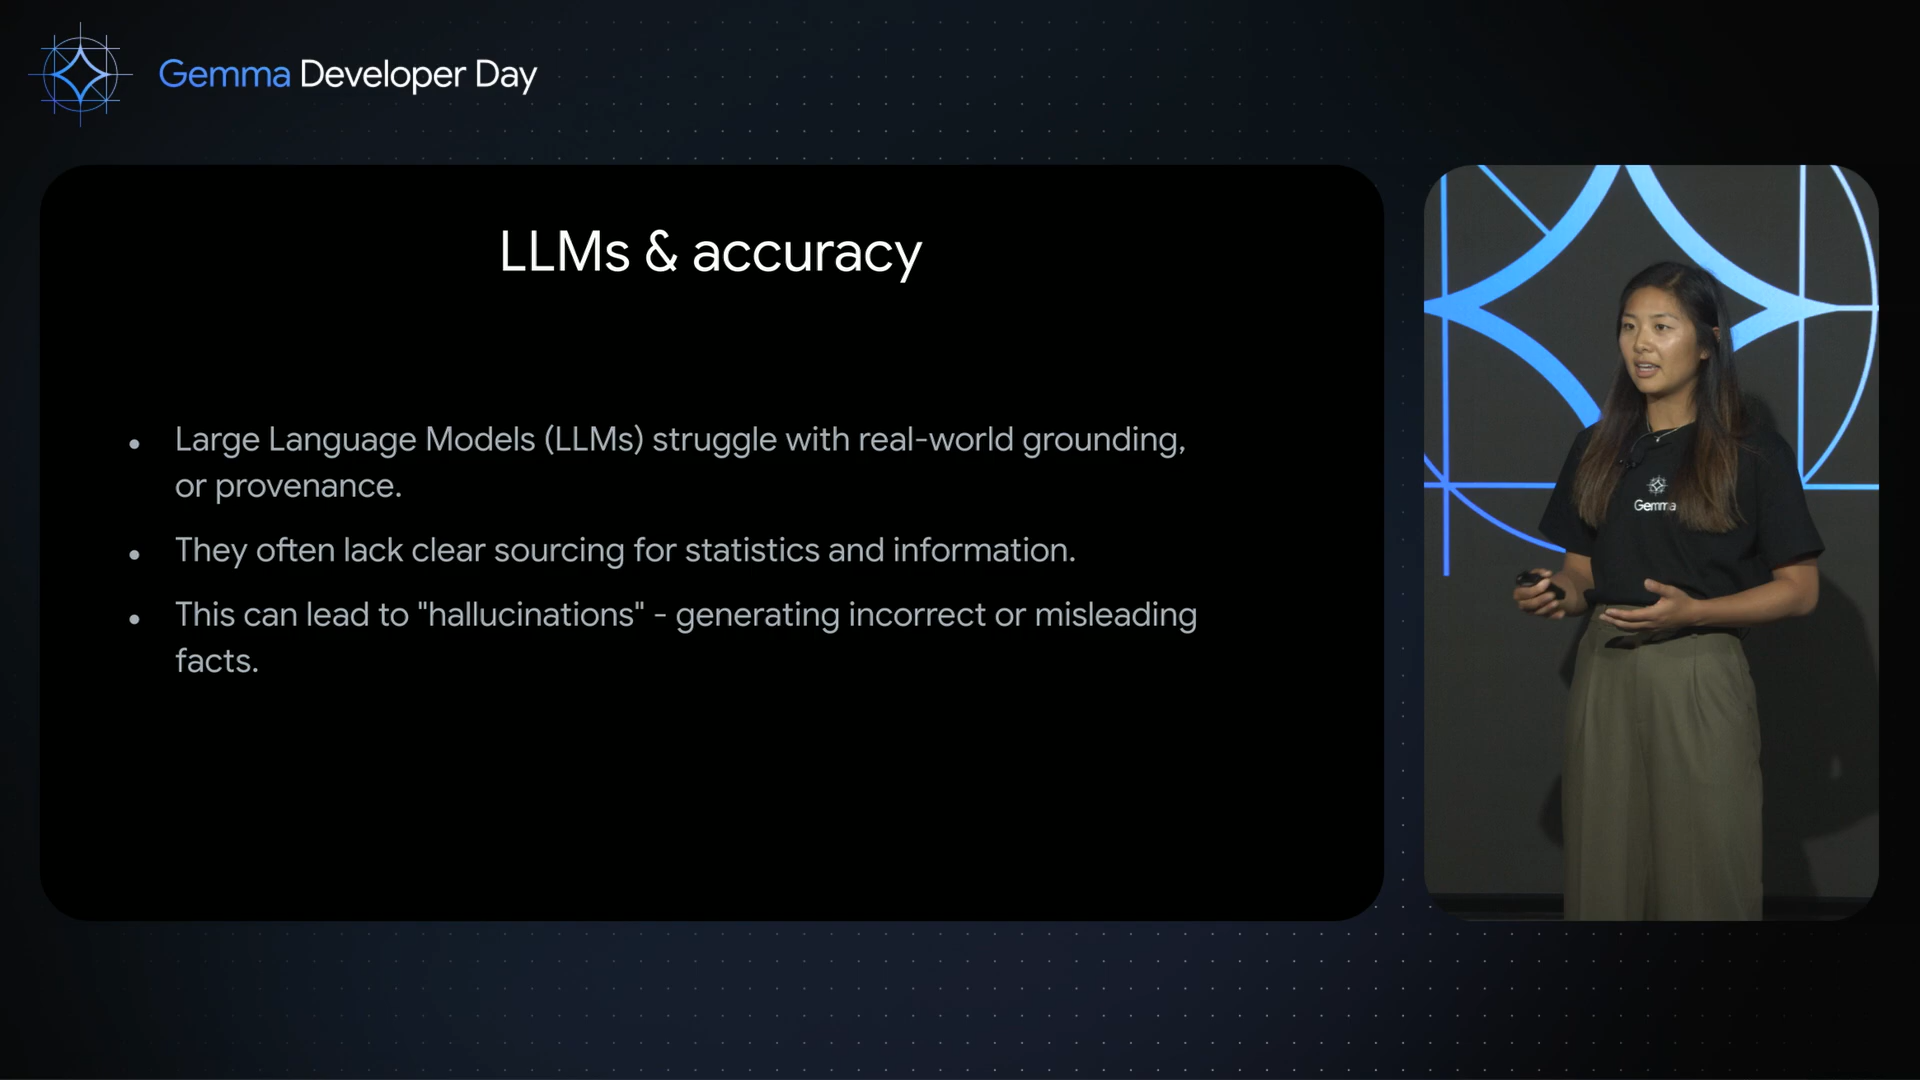 Gemma Developer Day
LLMs & accuracy
• Large Language Models (LLMs) struggle with real-world grounding,
or provenance.
• They often lack clear sourcing for statistics and information.
• This can lead to "hallucinations" - generating incorrect or misleading
facts.
Gemma